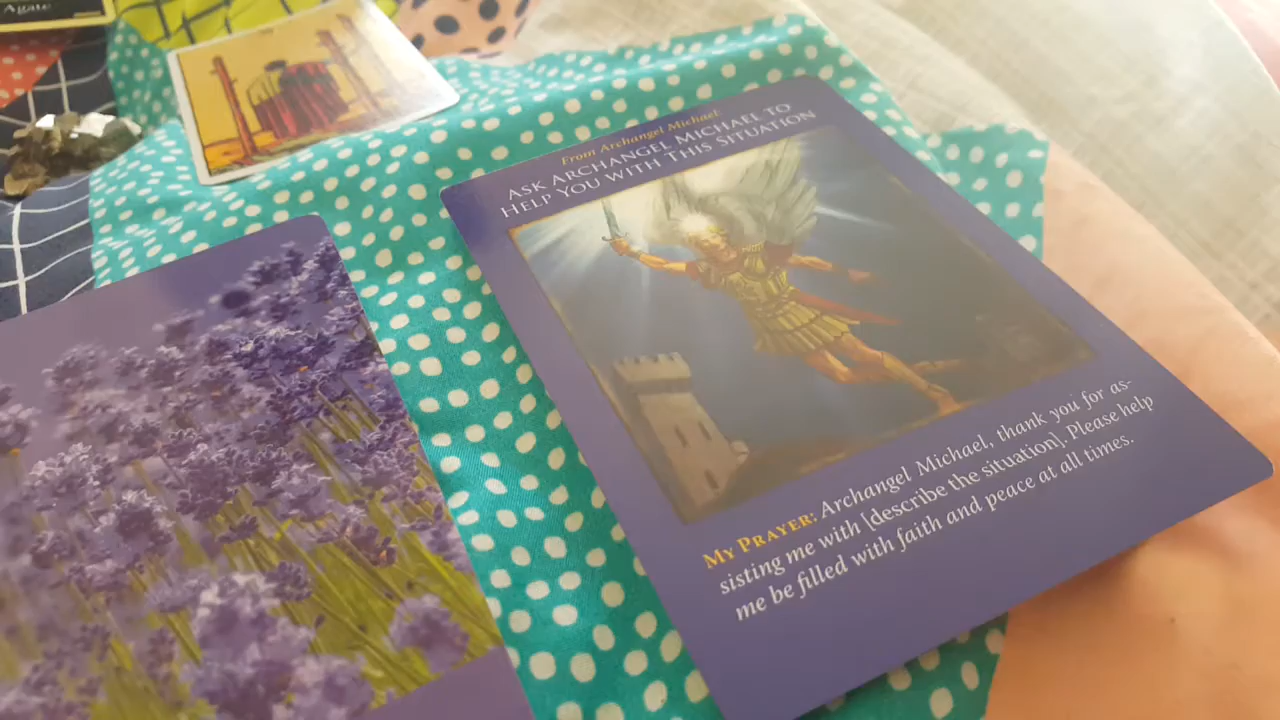 Agate
From Archangel Michael:
ASK ARCHANGEL MICHAEL TO
HELP YOU WITH THIS SITUATION
MY PRAYER: Archangel Michael, thank you for as-
sisting me with [describe the situation]. Please help
me be filled with faith and peace at all times.